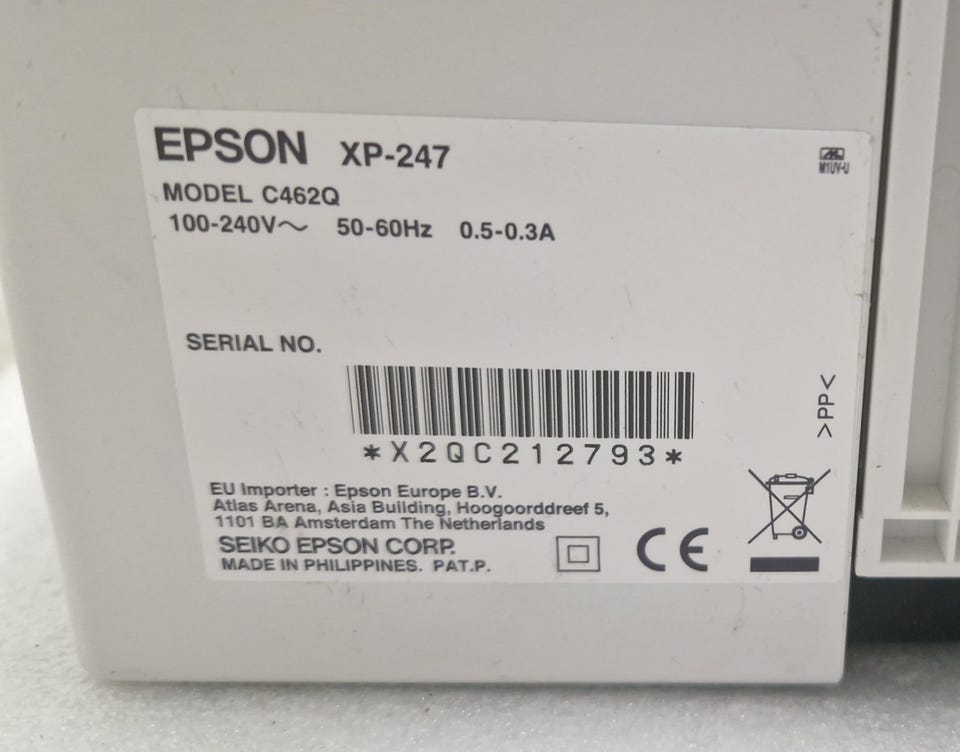 EPSON XP-247
M1UV-U
MODEL C462Q
100-240V～ 50-60Hz 0.5-0.3A
SERIAL NO.
*X2QC212793*
>PP<
EU Importer : Epson Europe B.V.
Atlas Arena, Asia Building, Hoogoorddreef 5,
1101 BA Amsterdam The Netherlands
SEIKO EPSON CORP.
MADE IN PHILIPPINES. PAT.P.
CE